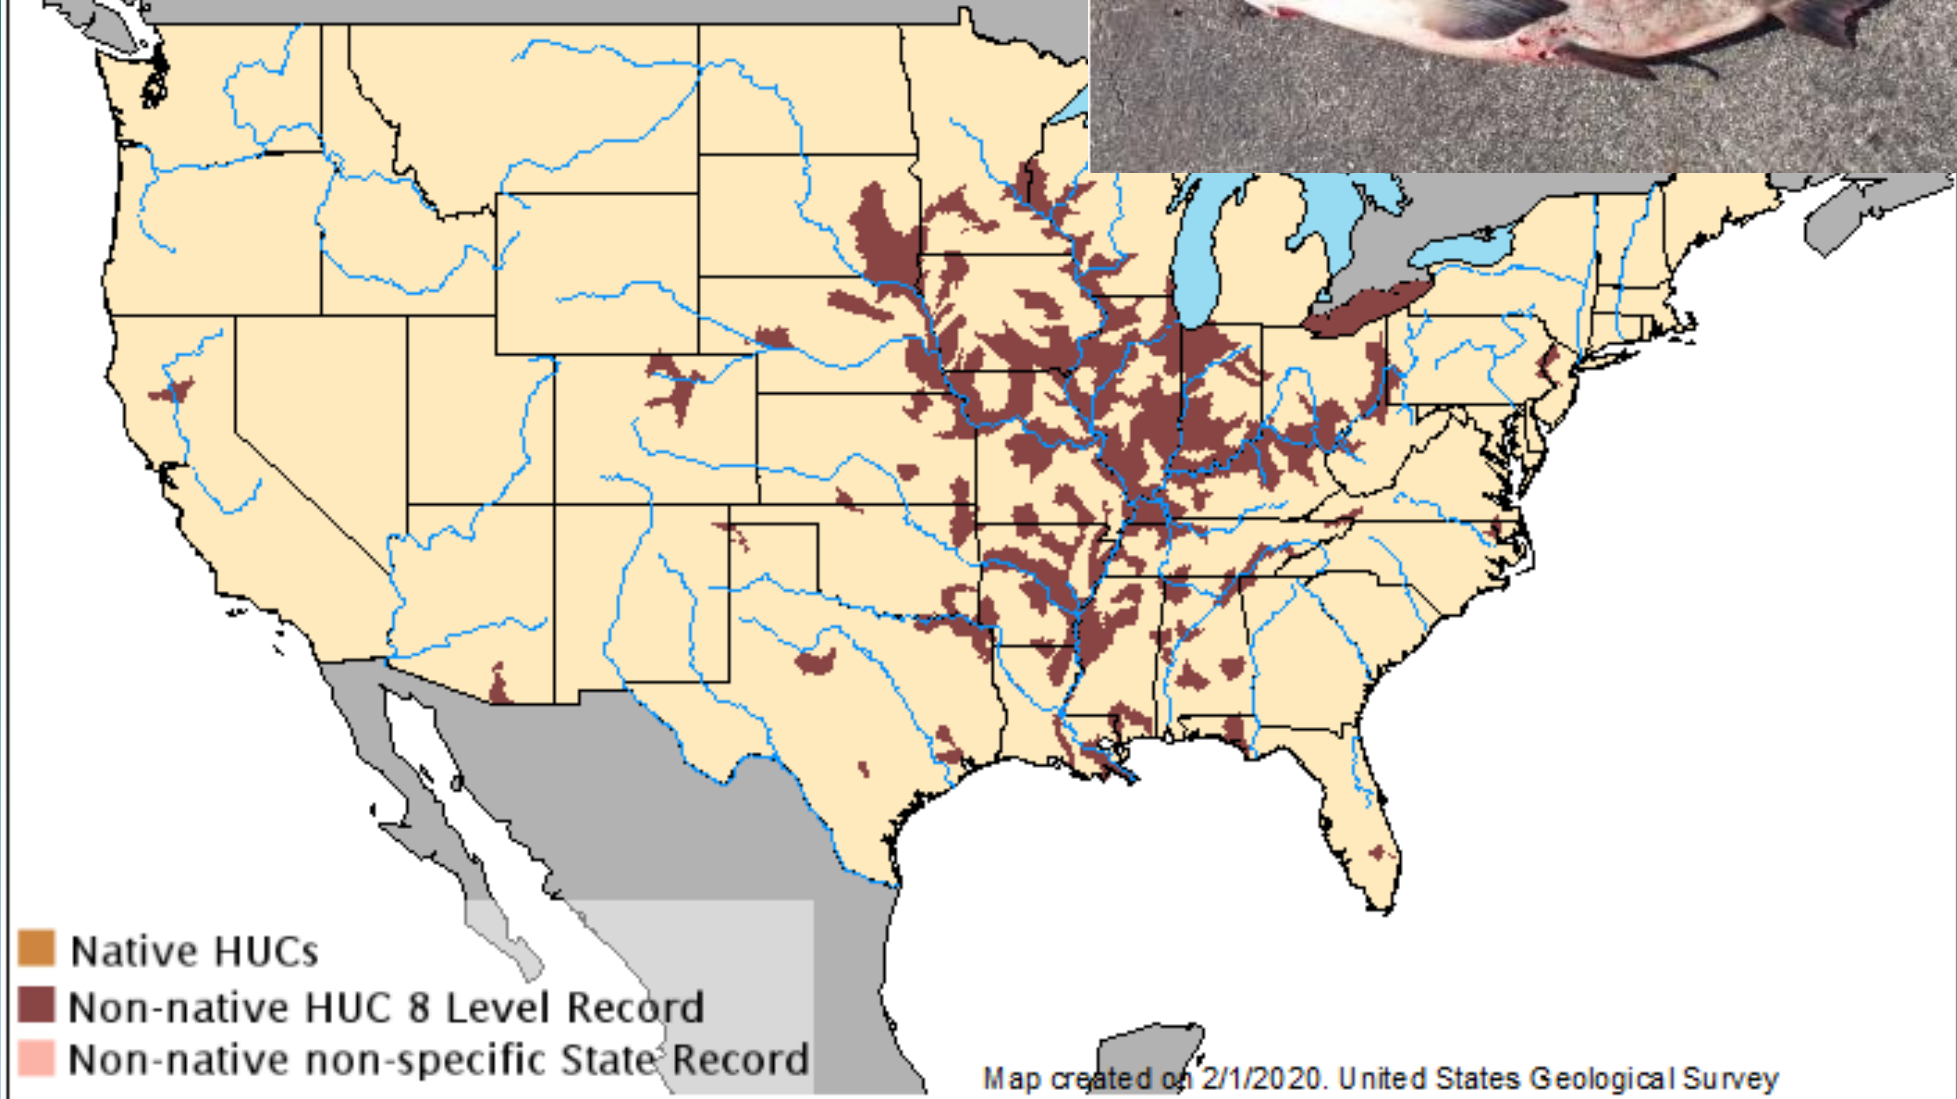 Native HUCs
Non-native HUC 8 Level Record
Non-native non-specific State Record
Map created on 2/1/2020. United States Geological Survey